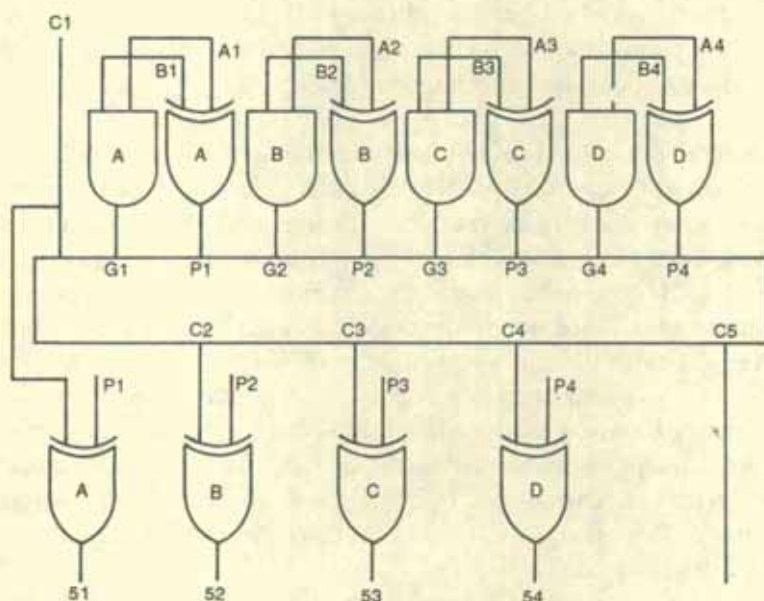 C1
A1 A2 A3 A4
B1 B2 B3 B4
A A B B C C D D
G1 P1 G2 P2 G3 P3 G4 P4
C2 C3 C4 C5
P1 P2 P3 P4
A B C D
51 52 53 54